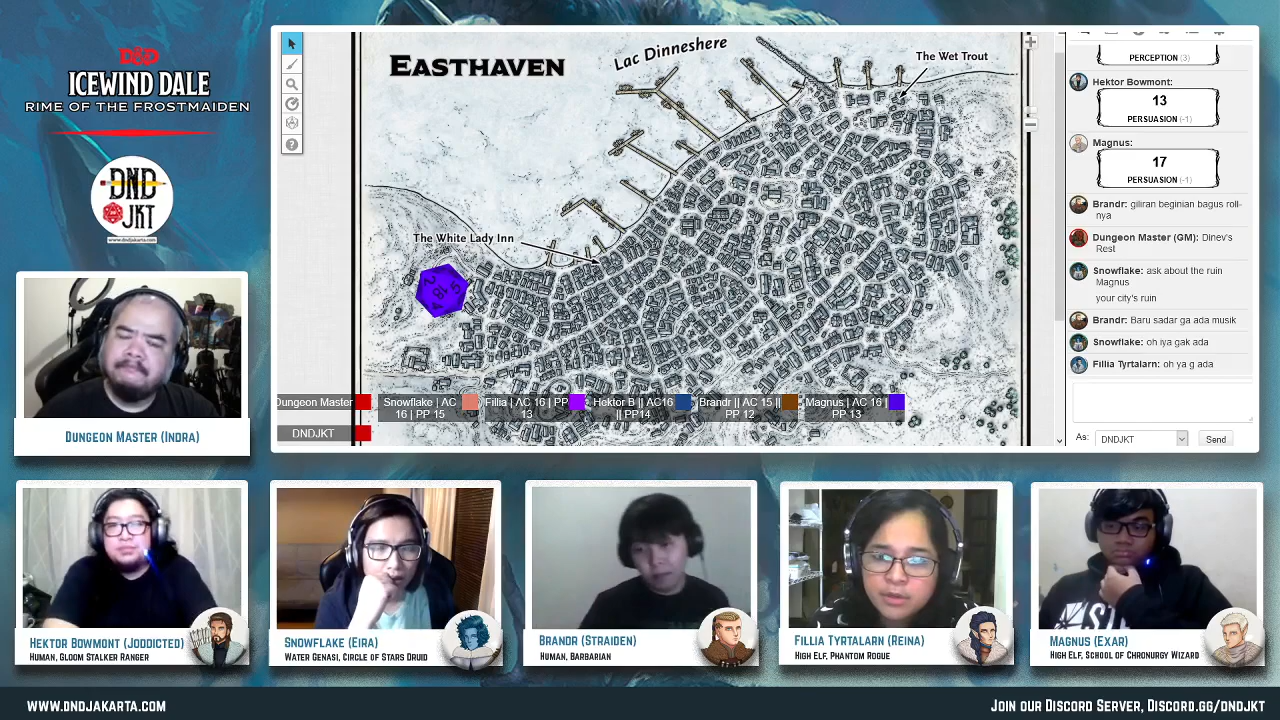 D&D
ICEWIND DALE
RIME OF THE FROSTMAIDEN
DND
JKT
www.dndjakarta.com
DUNGEON MASTER (INDRA)
EASTHAVEN
Lac Dinneshere
The Wet Trout
The White Lady Inn
2
18
5
Dungeon Master
Snowflake | AC 16 | PP 15
Fillia | AC 16 | PP 13
Hektor B || AC16 || PP14
Brandr || AC 15 || PP 12
Magnus | AC 16 | PP 13
DNDJKT
PERCEPTION (3)
Hektor Bowmont:
13
PERSUASION (-1)
Magnus:
17
PERSUASION (-1)
Brandr: giliran beginian bagus roll-
nya
Dungeon Master (GM): Dinev's
Rest
Snowflake: ask about the ruin
Magnus
your city's ruin
Brandr: Baru sadar ga ada musik
Snowflake: oh iya gak ada
Fillia Tyrtalarn: oh ya g ada
As:
DNDJKT
Send
HEKTOR BOWMONT (JODDICTED)
HUMAN, GLOOM STALKER RANGER
SNOWFLAKE (EIRA)
WATER GENASI, CIRCLE OF STARS DRUID
BRANDR (STRAIDEN)
HUMAN, BARBARIAN
FILLIA TYRTALARN (REINA)
HIGH ELF, PHANTOM ROGUE
MAGNUS (EXAR)
HIGH ELF, SCHOOL OF CHRONURGY WIZARD
WWW.DNDJAKARTA.COM
JOIN OUR DISCORD SERVER, DISCORD.GG/DNDJKT